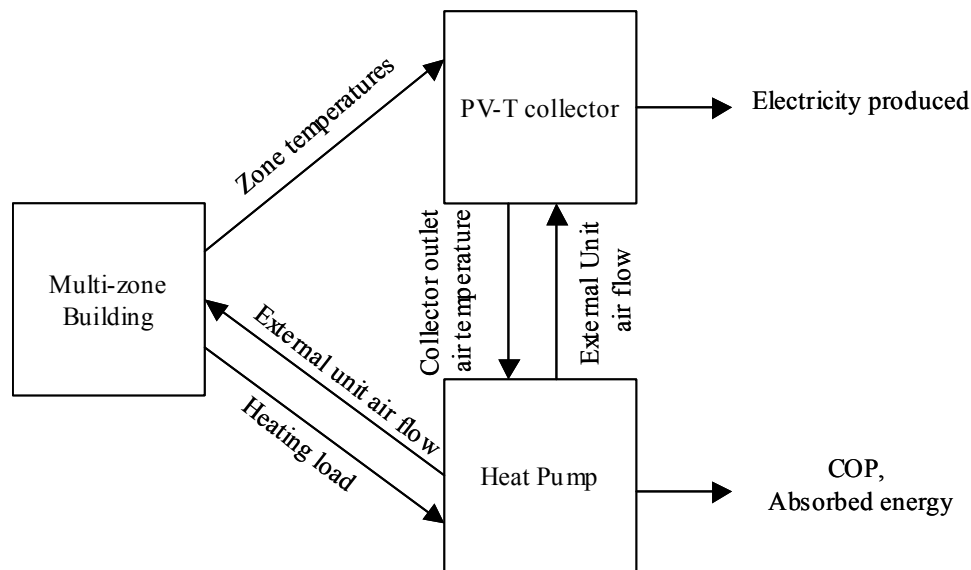 PV-T collector
Electricity produced
Zone temperatures
Collector outlet
air temperature
External Unit
air flow
Multi-zone
Building
External unit air flow
Heating load
Heat Pump
COP,
Absorbed energy